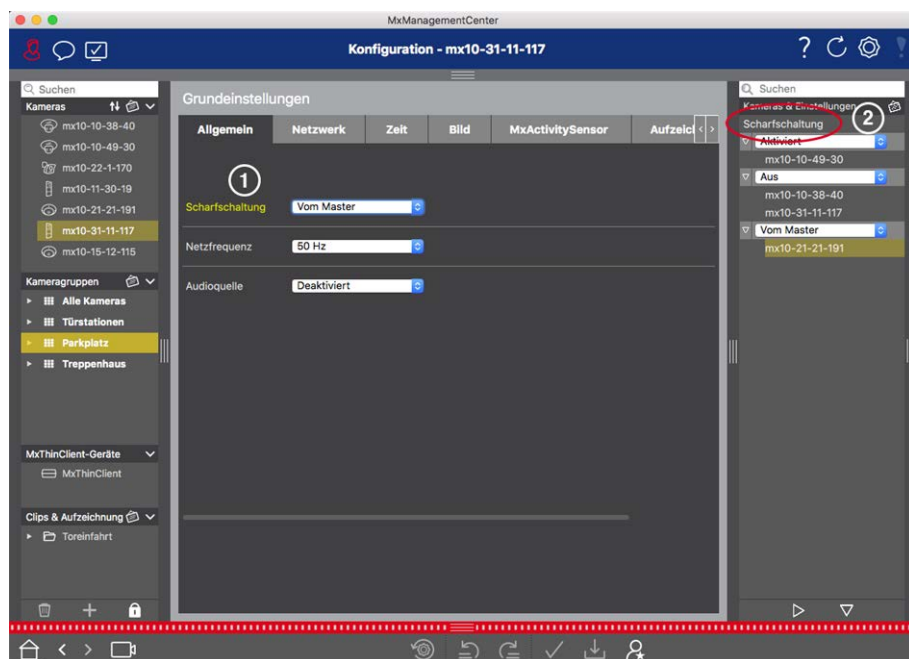 MxManagementCenter
Konfiguration - mx10-31-11-117
?
Suchen
Kameras
mx10-10-38-40
mx10-10-49-30
mx10-22-1-170
mx10-11-30-19
mx10-21-21-191
mx10-31-11-117
mx10-15-12-115
Kameragruppen
Alle Kameras
Türstationen
Parkplatz
Treppenhaus
MxThinClient-Geräte
MxThinClient
Clips & Aufzeichnung
Toreinfahrt
Grundeinstellungen
Allgemein Netzwerk Zeit Bild MxActivitySensor Aufzeich
1
Scharfschaltung Vom Master
Netzfrequenz 50 Hz
Audioquelle Deaktiviert
Suchen
Kameras & Einstellungen
Scharfschaltung
2
Aktiviert
mx10-10-49-30
Aus
mx10-10-38-40
mx10-31-11-117
Vom Master
mx10-21-21-191